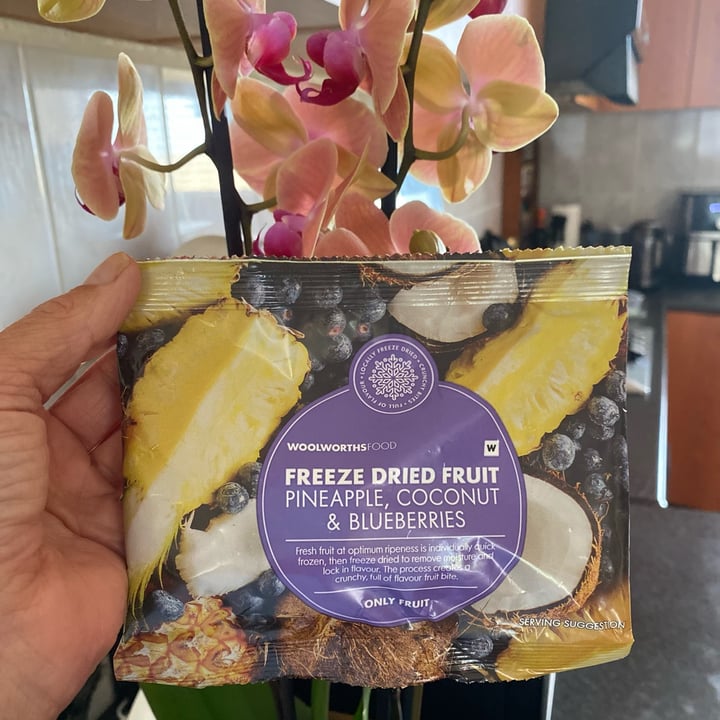 LOCALLY FREEZE DRIED • CRUNCHY BITES • FULL OF FLAVOUR •
WOOLWORTHSFOOD
W
FREEZE DRIED FRUIT
PINEAPPLE, COCONUT
& BLUEBERRIES
Fresh fruit at optimum ripeness is individually quick
frozen, then freeze dried to remove moisture and
lock in flavour. The process creates a
crunchy, full of flavour fruit bite.
ONLY FRUIT
SERVING SUGGESTION